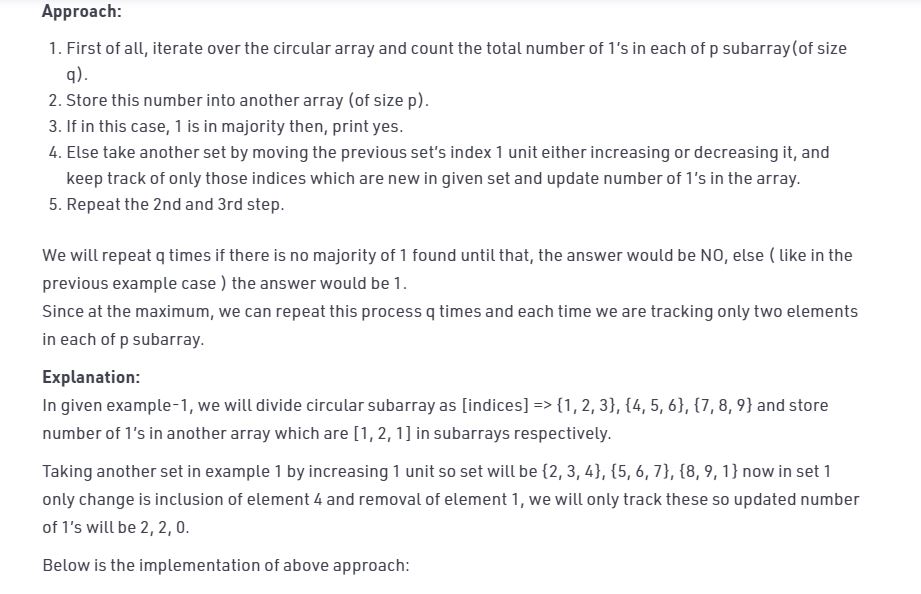 Approach:
1. First of all, iterate over the circular array and count the total number of 1's in each of p subarray(of size
q).
2. Store this number into another array (of size p).
3. If in this case, 1 is in majority then, print yes.
4. Else take another set by moving the previous set's index 1 unit either increasing or decreasing it, and
keep track of only those indices which are new in given set and update number of 1's in the array.
5. Repeat the 2nd and 3rd step.
We will repeat q times if there is no majority of 1 found until that, the answer would be NO, else ( like in the
previous example case ) the answer would be 1.
Since at the maximum, we can repeat this process q times and each time we are tracking only two elements
in each of p subarray.
Explanation:
In given example-1, we will divide circular subarray as [indices] => {1, 2, 3}, {4, 5, 6}, {7, 8, 9} and store
number of 1's in another array which are [1, 2, 1] in subarrays respectively.
Taking another set in example 1 by increasing 1 unit so set will be {2, 3, 4}, {5, 6, 7}, {8, 9, 1} now in set 1
only change is inclusion of element 4 and removal of element 1, we will only track these so updated number
of 1's will be 2, 2, 0.
Below is the implementation of above approach: